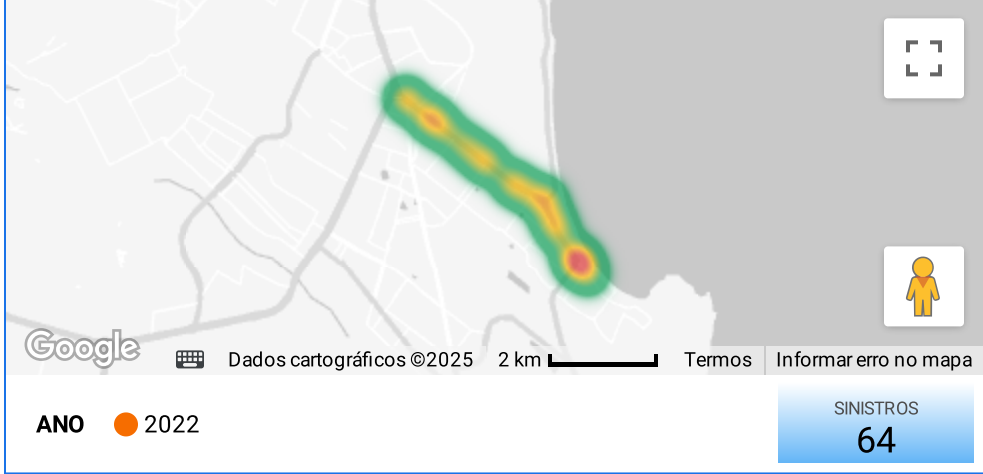 Google
Dados cartográficos ©2025 2 km Termos Informar erro no mapa
ANO 2022
SINISTROS
64